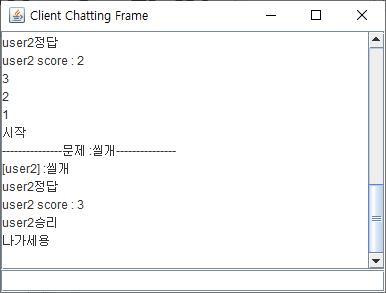 Client Chatting Frame
user2정답
user2 score : 2
3
2
1
시작
---------------문제 :씰개---------------
[user2] :씰개
user2정답
user2 score : 3
user2승리
나가세용